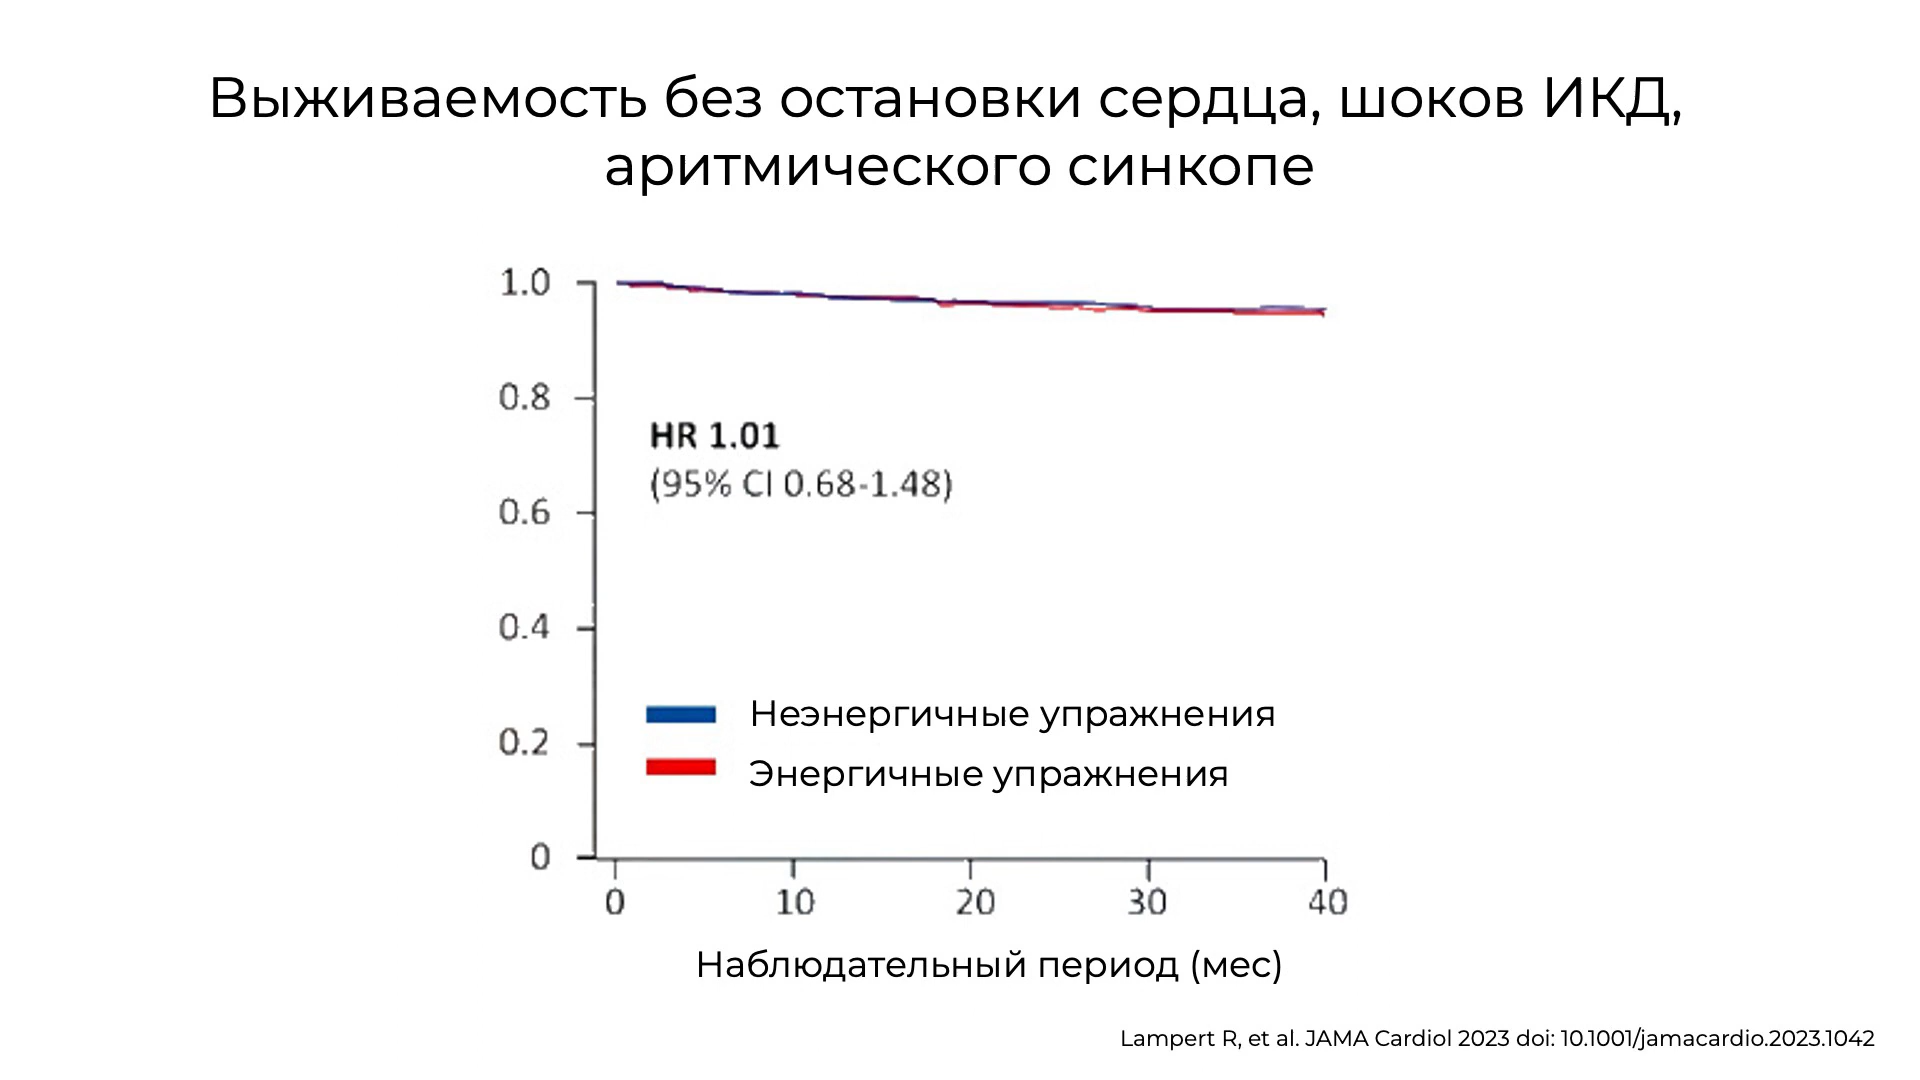 Выживаемость без остановки сердца, шоков ИКД,
аритмического синкопе
1.0
0.8
HR 1.01
(95% CI 0.68-1.48)
0.6
0.4
Неэнергичные упражнения
0.2
Энергичные упражнения
0
0 10 20 30 40
Наблюдательный период (мес)
Lampert R, et al. JAMA Cardiol 2023 doi: 10.1001/jamacardio.2023.1042